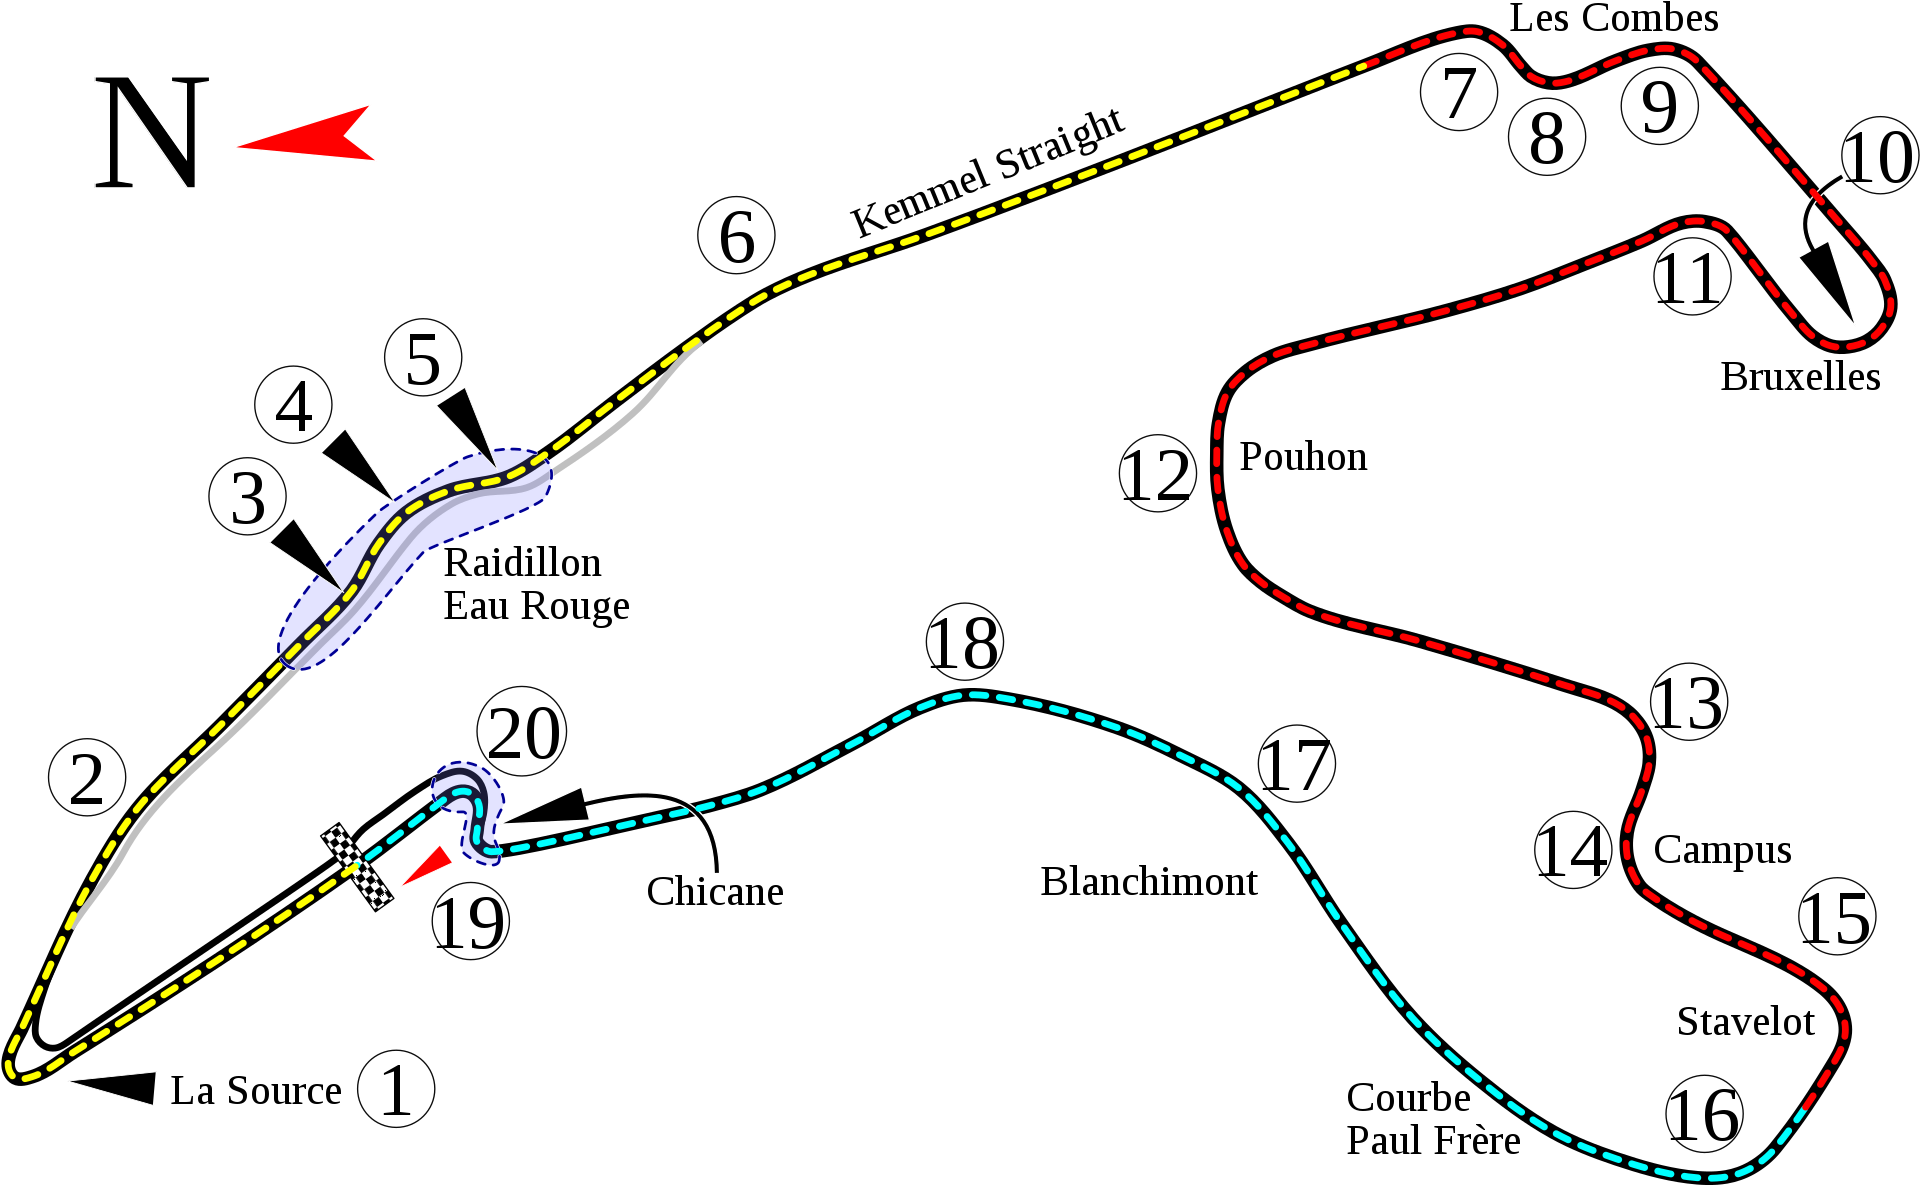 Les Combes
N
7
9
8
10
Kemmel Straight
6
11
5
Bruxelles
4
12
Pouhon
3
Raidillon
Eau Rouge
18
13
20
17
2
14
Campus
Chicane
Blanchimont
19
15
Stavelot
La Source
1
Courbe
Paul Frère
16